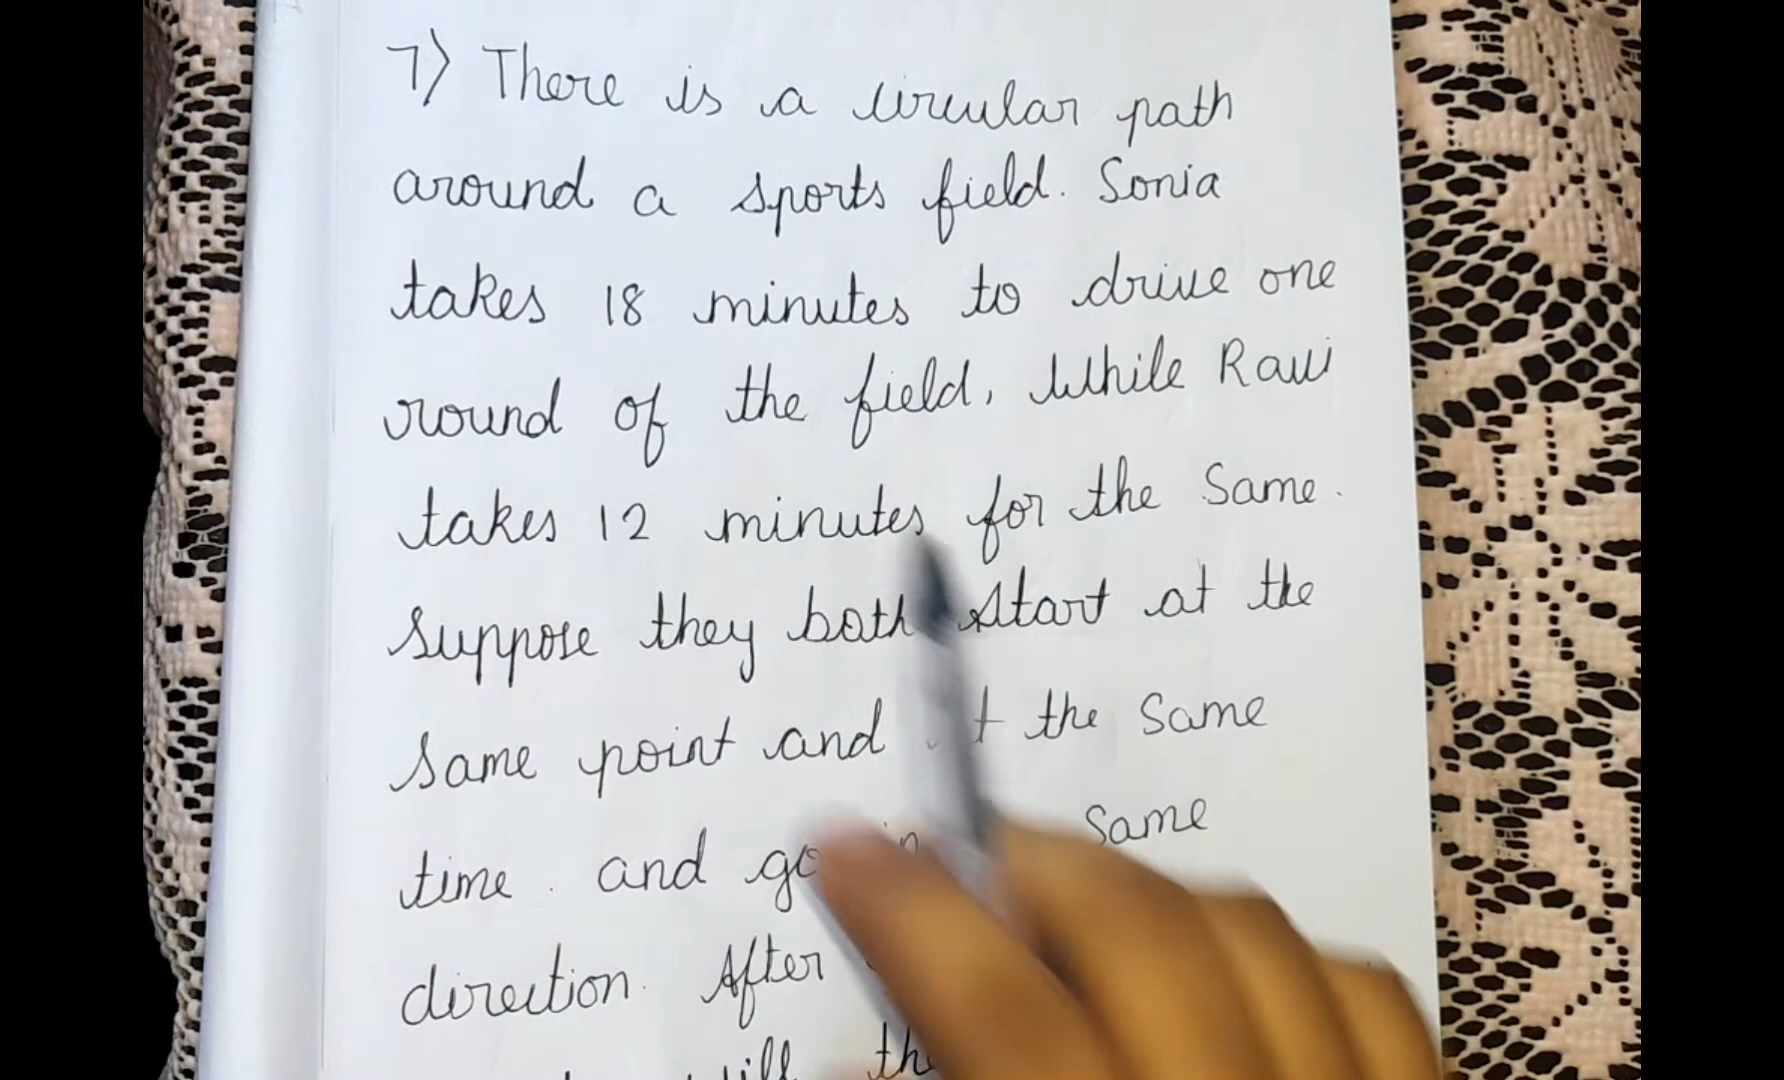 7) There is a circular path
around a sports field. Sonia
takes 18 minutes to drive one
round of the field, While Ravi
takes 12 minutes for the Same.
suppose they both start at the
same point and the same
time. and same
direction. After
will